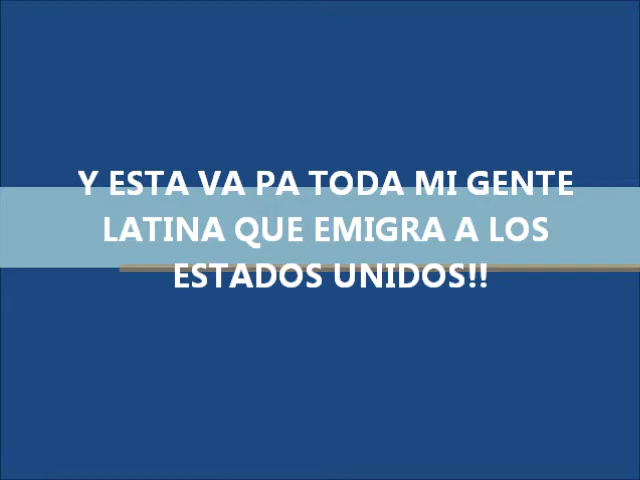 Y ESTA VA PA TODA MI GENTE
LATINA QUE EMIGRA A LOS
ESTADOS UNIDOS!!